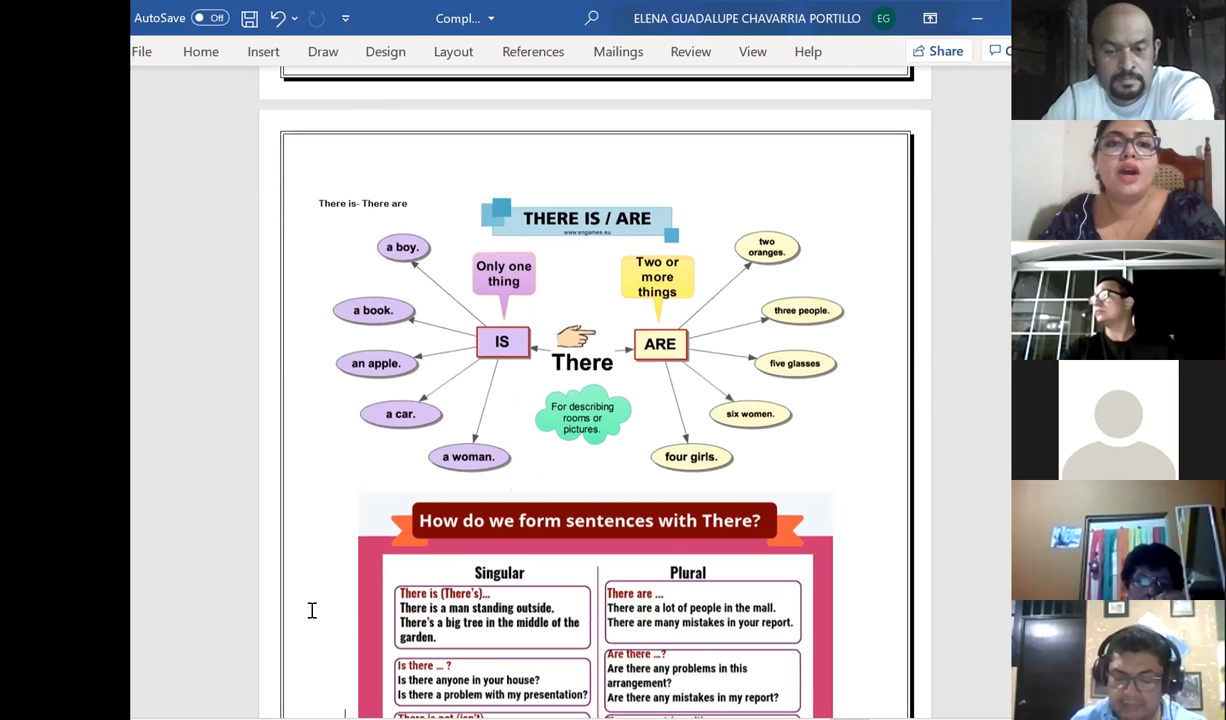 AutoSave Off Compl... ELENA GUADALUPE CHAVARRIA PORTILLO EG
File Home Insert Draw Design Layout References Mailings Review View Help Share
There is- There are
THERE IS / ARE
www.engames.eu
a boy.
a book.
an apple.
a car.
a woman.
Only one
thing
IS
There
For describing
rooms or
pictures.
Two or
more
things
ARE
two
oranges.
three people.
five glasses
six women.
four girls.
How do we form sentences with There?
Singular
There is (There's)...
There is a man standing outside.
There's a big tree in the middle of the
garden.
Is there ... ?
Is there anyone in your house?
Is there a problem with my presentation?
There is not (isn't)
Plural
There are ...
There are a lot of people in the mall.
There are many mistakes in your report.
Are there ...?
Are there any problems in this
arrangement?
Are there any mistakes in my report?